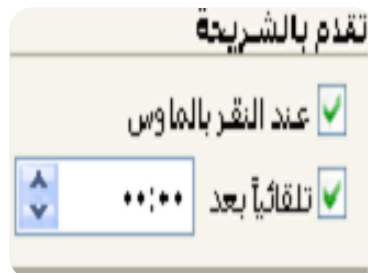 تقدم بالشريحة
عند النقر بالماوس
تلقائياً بعد ٠٠:٠٠